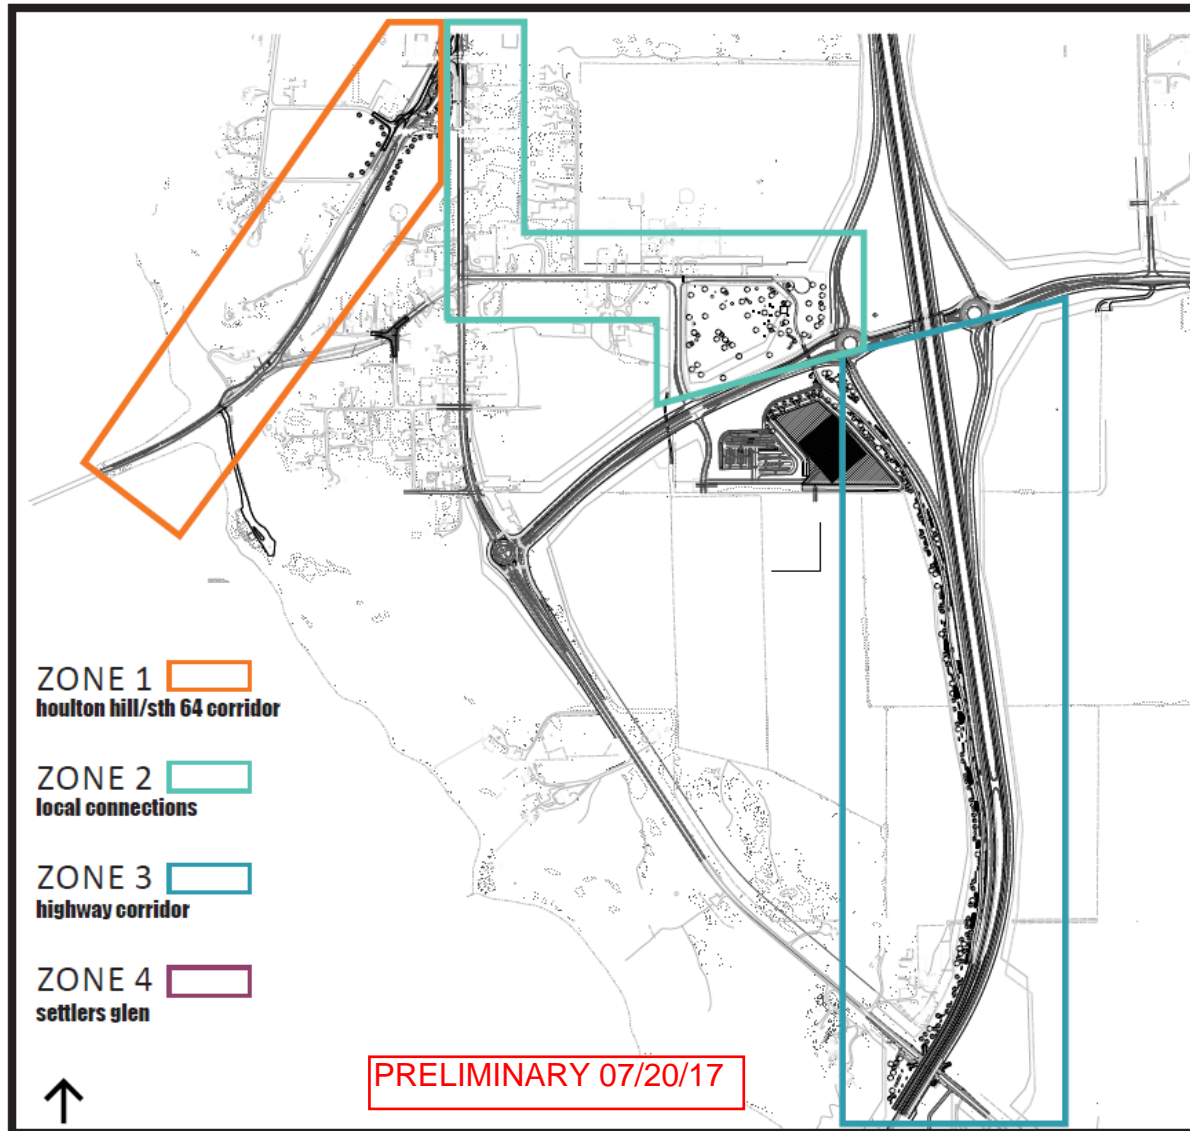 ZONE 1
houlton hill/sth 64 corridor
ZONE 2
local connections
ZONE 3
highway corridor
ZONE 4
settlers glen
PRELIMINARY 07/20/17